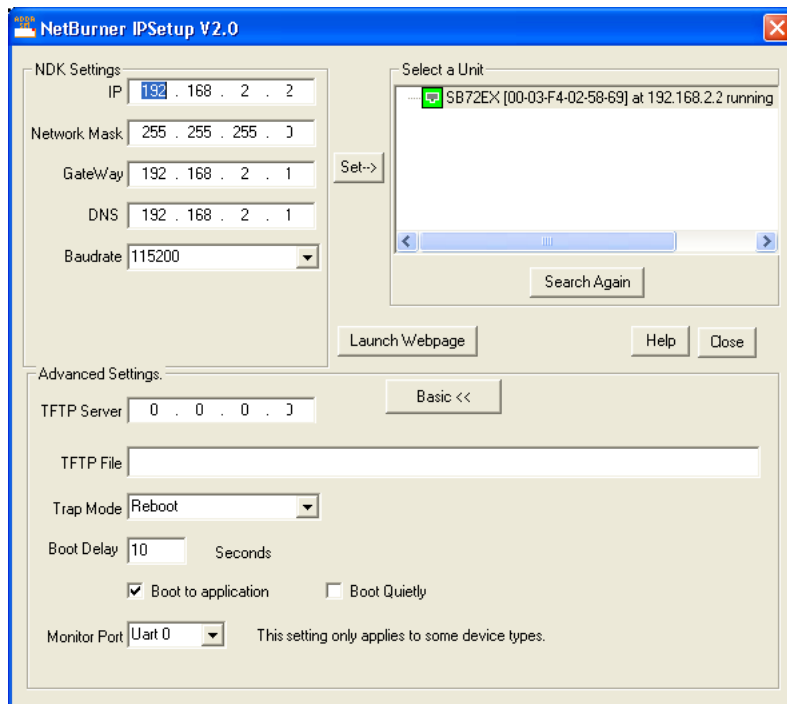 NetBurner IPSetup V2.0
NDK Settings
IP 192 . 168 . 2 . 2
Network Mask 255 . 255 . 255 . 0
GateWay 192 . 168 . 2 . 1
DNS 192 . 168 . 2 . 1
Baudrate 115200
Set-->
Select a Unit
SB72EX [00-03-F4-02-58-69] at 192.168.2.2 running
Search Again
Launch Webpage
Help
Close
Advanced Settings.
Basic <<
TFTP Server 0 . 0 . 0 . 0
TFTP File
Trap Mode Reboot
Boot Delay 10 Seconds
Boot to application
Boot Quietly
Monitor Port Uart 0
This setting only applies to some device types.